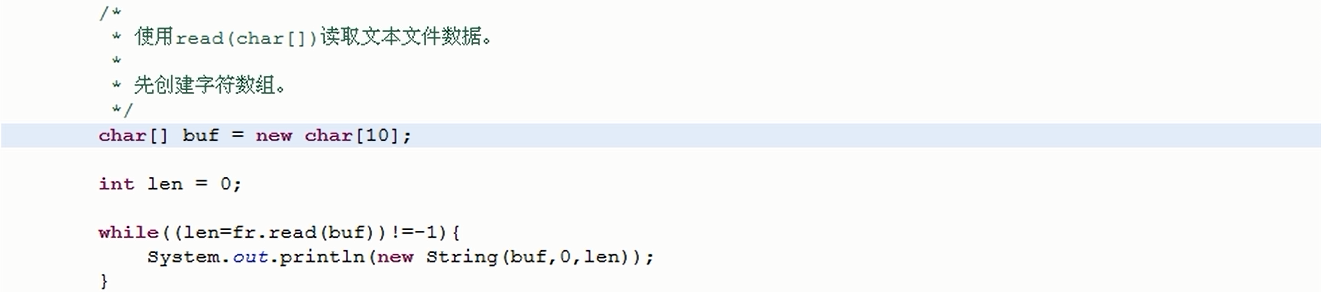 /*
 * 使用read(char[])读取文本文件数据。
 *
 * 先创建字符数组。
 */
char[] buf = new char[10];
int len = 0;
while((len=fr.read(buf))!=-1){
    System.out.println(new String(buf,0,len));
}